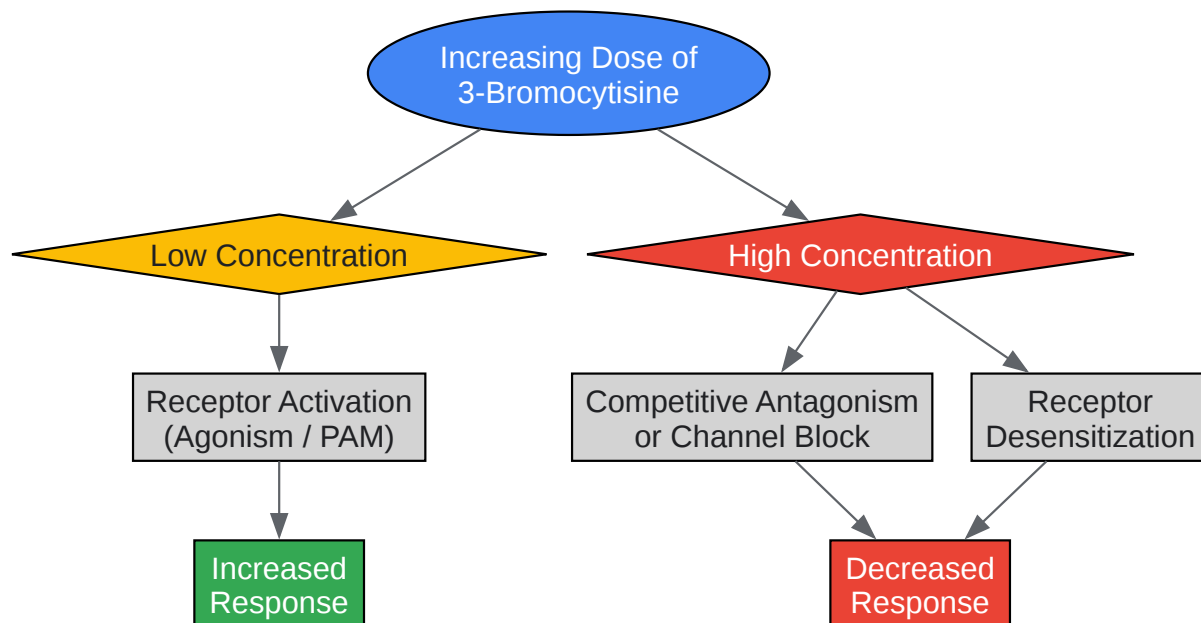 Increasing Dose of
3-Bromocytisine
Low Concentration
High Concentration
Receptor Activation
(Agonism / PAM)
Competitive Antagonism
or Channel Block
Receptor
Desensitization
Increased
Response
Decreased
Response